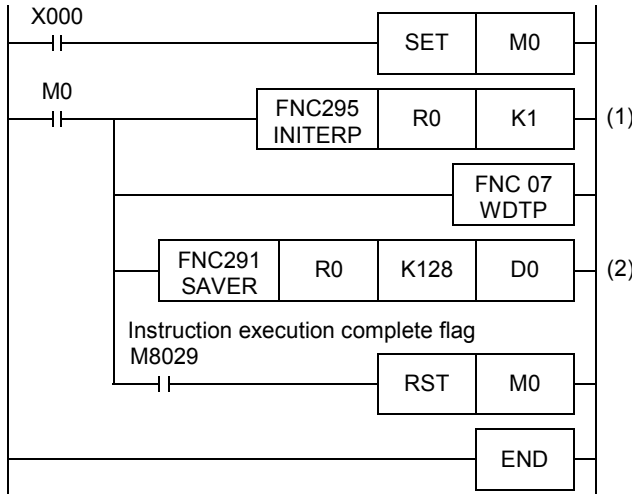 X000
SET M0
M0
FNC295
INITERP R0 K1 (1)
FNC 07
WDTP
FNC291
SAVER R0 K128 D0 (2)
Instruction execution complete flag
M8029
RST M0
END